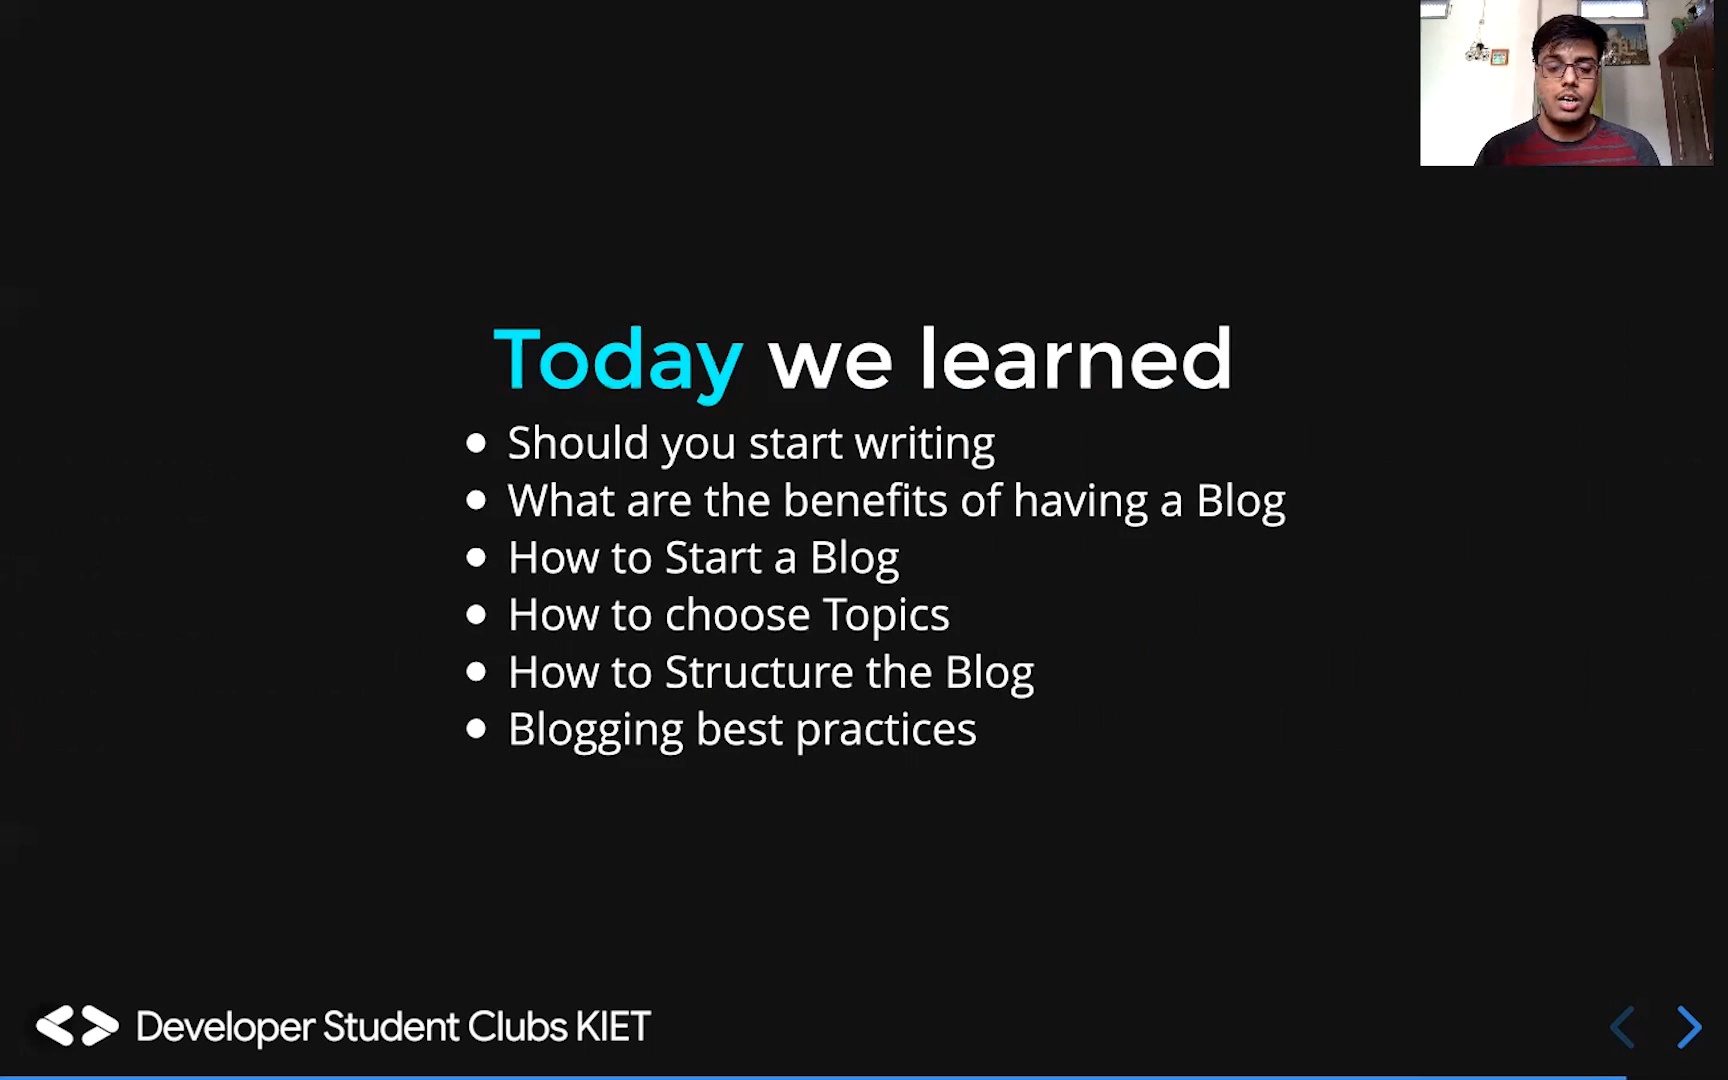 Today we learned
Should you start writing
What are the benefits of having a Blog
How to Start a Blog
How to choose Topics
How to Structure the Blog
Blogging best practices
Developer Student Clubs KIET